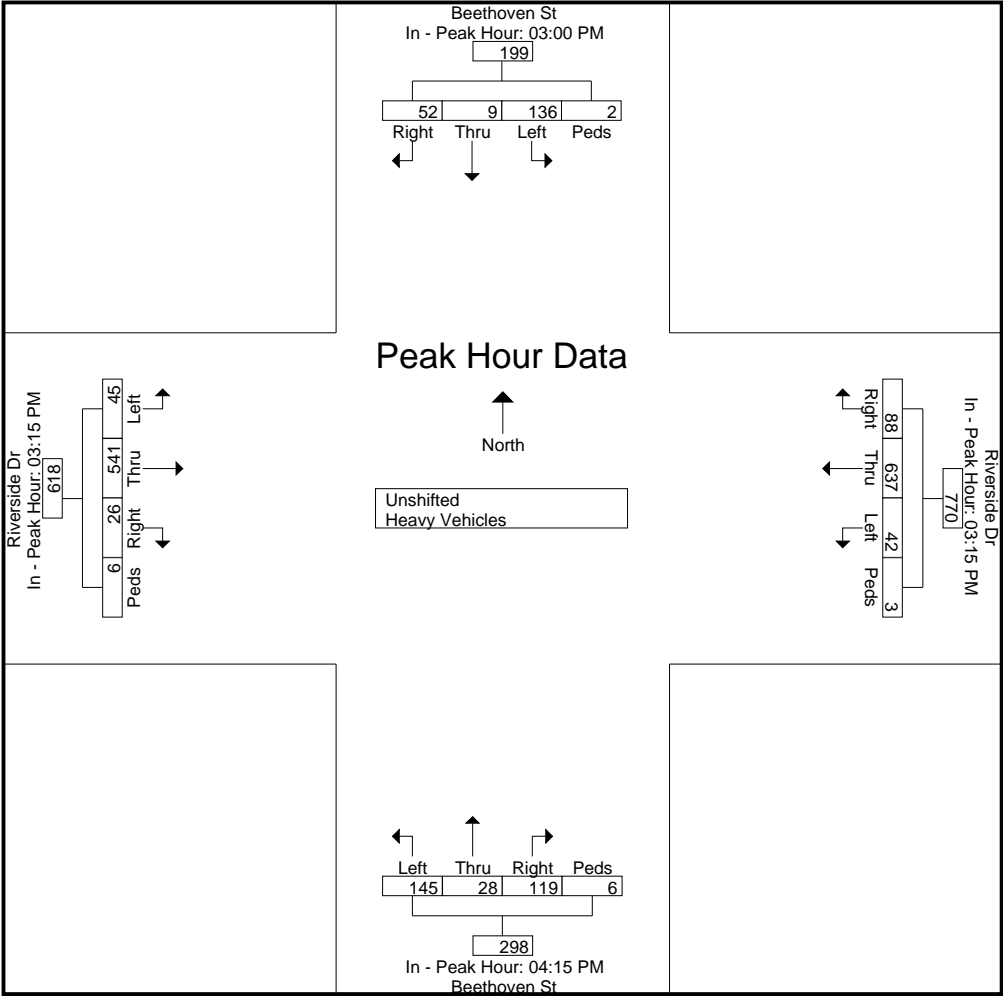 Beethoven St
In - Peak Hour: 03:00 PM
199
52 9 136 2
Right Thru Left Peds
Peak Hour Data
North
Unshifted
Heavy Vehicles
Riverside Dr
In - Peak Hour: 03:15 PM
618
45 541 26 6
Left Thru Right Peds
Riverside Dr
In - Peak Hour: 03:15 PM
770
88 637 42 3
Right Thru Left Peds
Left Thru Right Peds
145 28 119 6
298
In - Peak Hour: 04:15 PM
Beethoven St